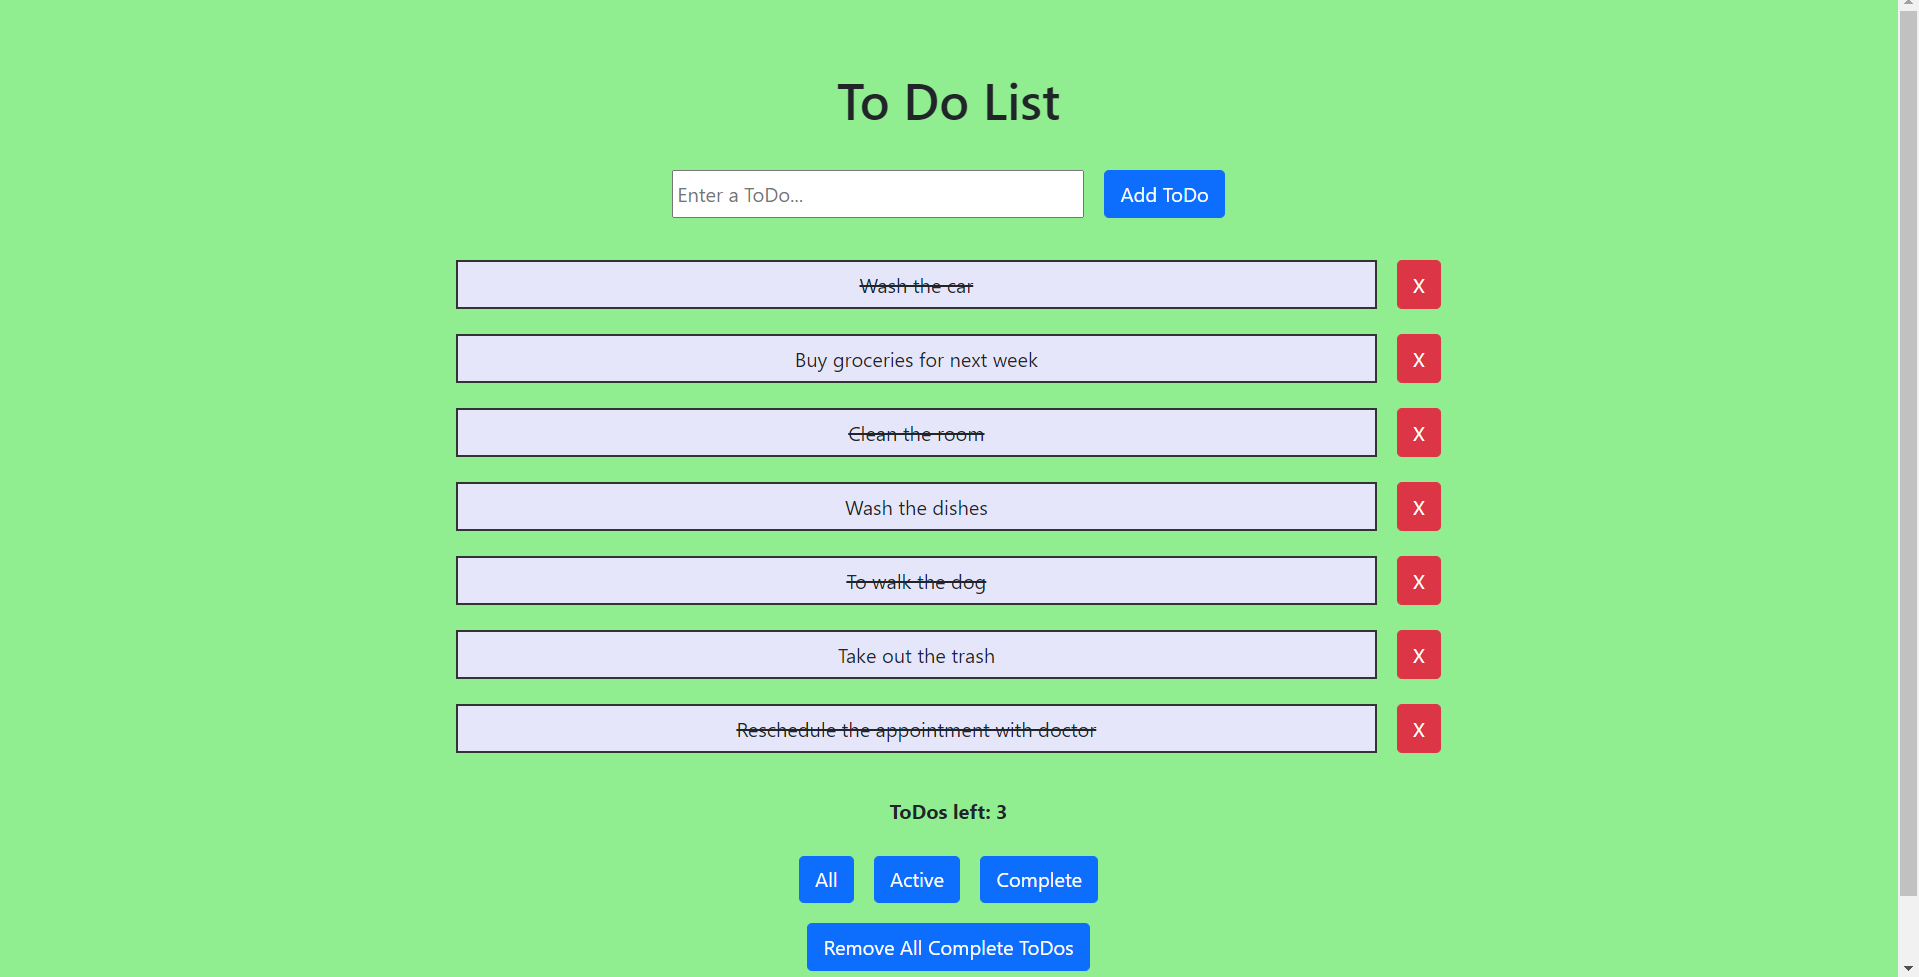 To Do List
Enter a ToDo...
Add ToDo
Wash the car
X
Buy groceries for next week
X
Clean the room
X
Wash the dishes
X
To walk the dog
X
Take out the trash
X
Reschedule the appointment with doctor
X
ToDos left: 3
All
Active
Complete
Remove All Complete ToDos